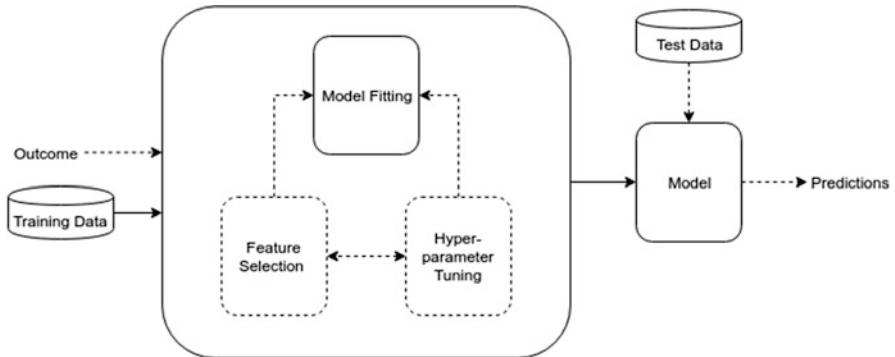 Test Data
Model Fitting
Outcome
Training Data
Model
Predictions
Feature
Selection
Hyper-
parameter
Tuning